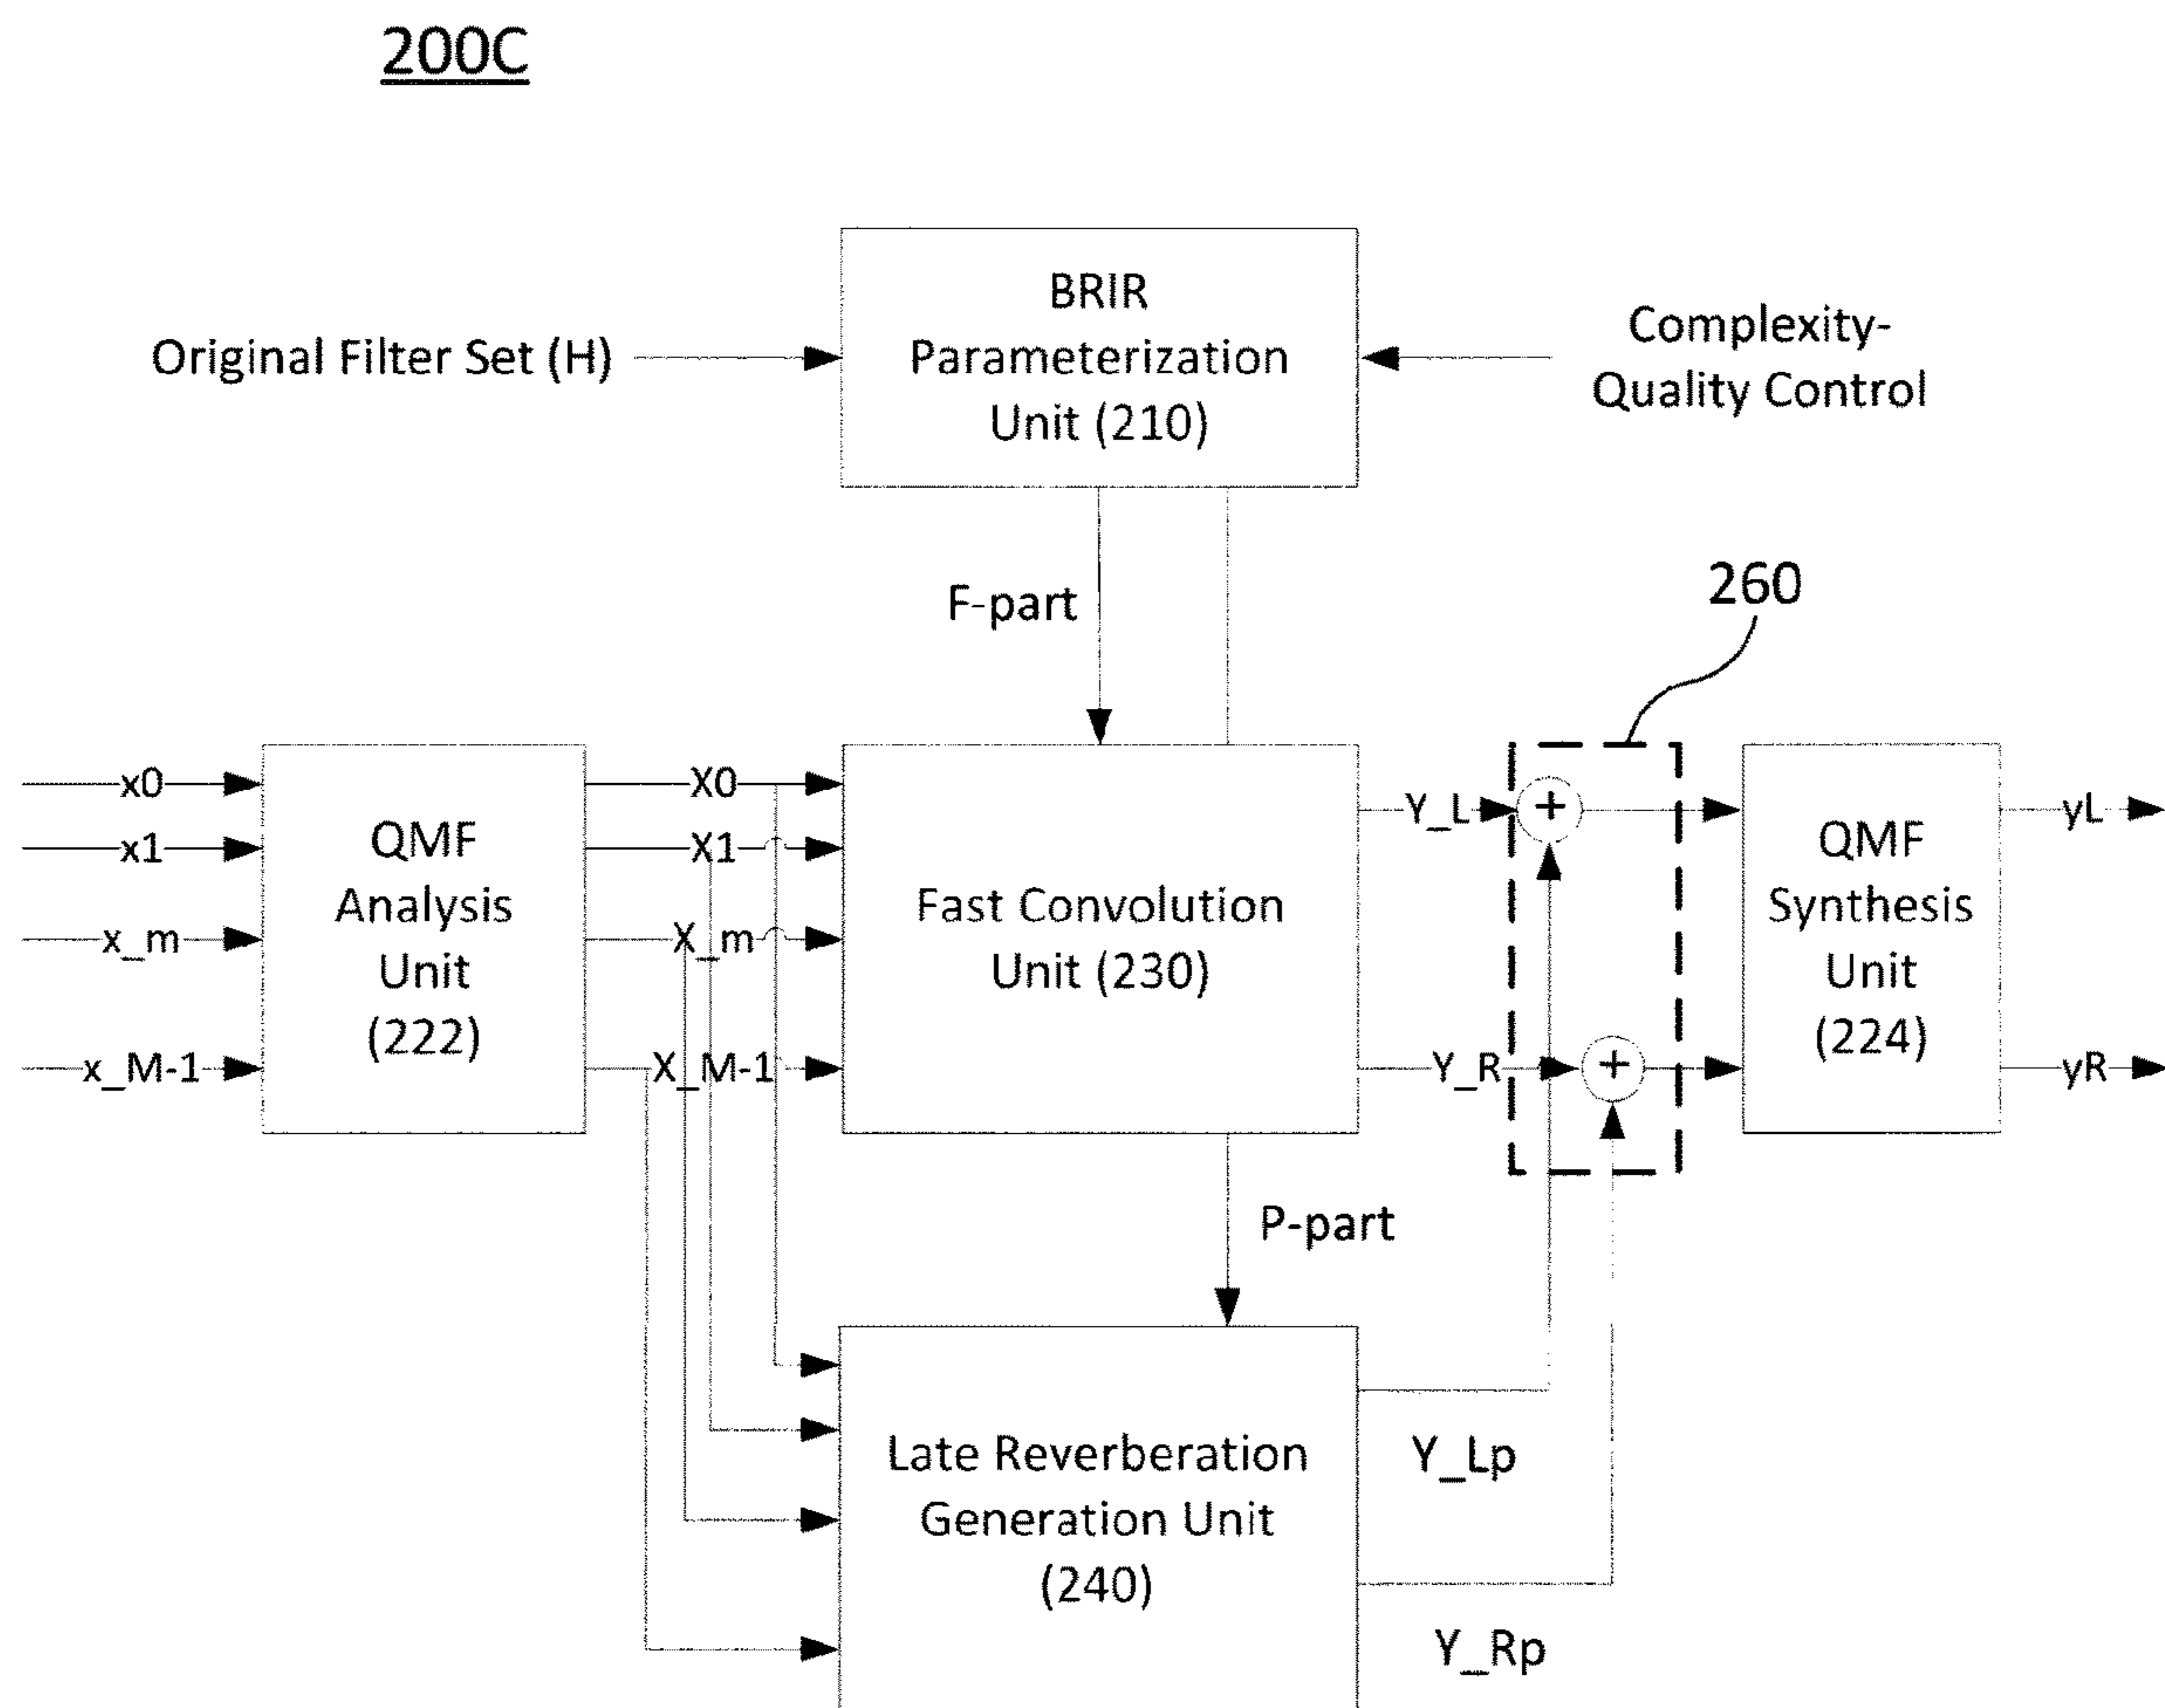 200C
BRIR
Parameterization
Unit (210)
Original Filter Set (H)
Complexity-
Quality Control
F-part
260
x0
x1
x_m
x_M-1
QMF
Analysis
Unit
(222)
X0
X1
X_m
X_M-1
Fast Convolution
Unit (230)
Y_L
Y_R
+
+
QMF
Synthesis
Unit
(224)
yL
yR
P-part
Late Reverberation
Generation Unit
(240)
Y_Lp
Y_Rp